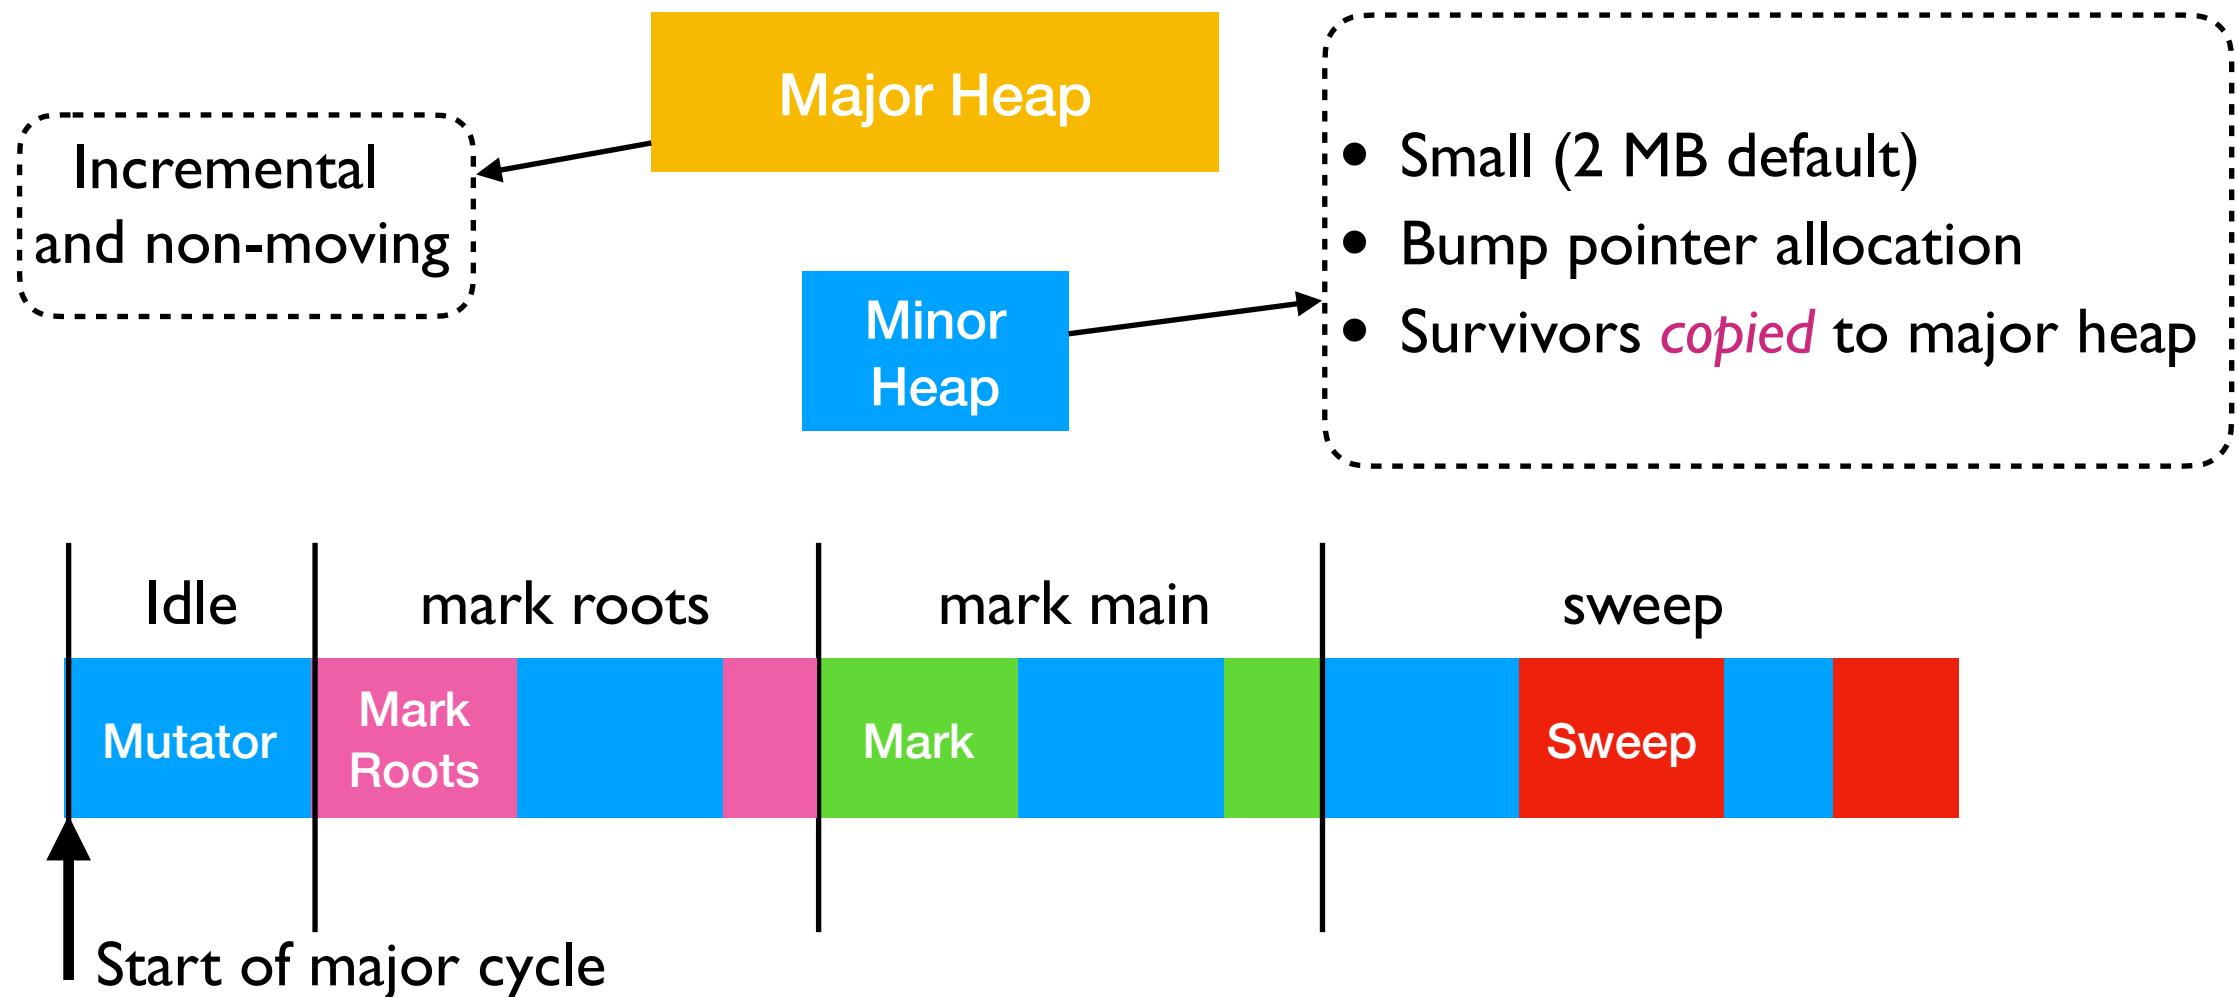 Major Heap
Incremental
and non-moving
• Small (2 MB default)
• Bump pointer allocation
• Survivors copied to major heap
Minor
Heap
Idle
mark roots
mark main
sweep
Mutator
Mark
Roots
Mark
Sweep
Start of major cycle